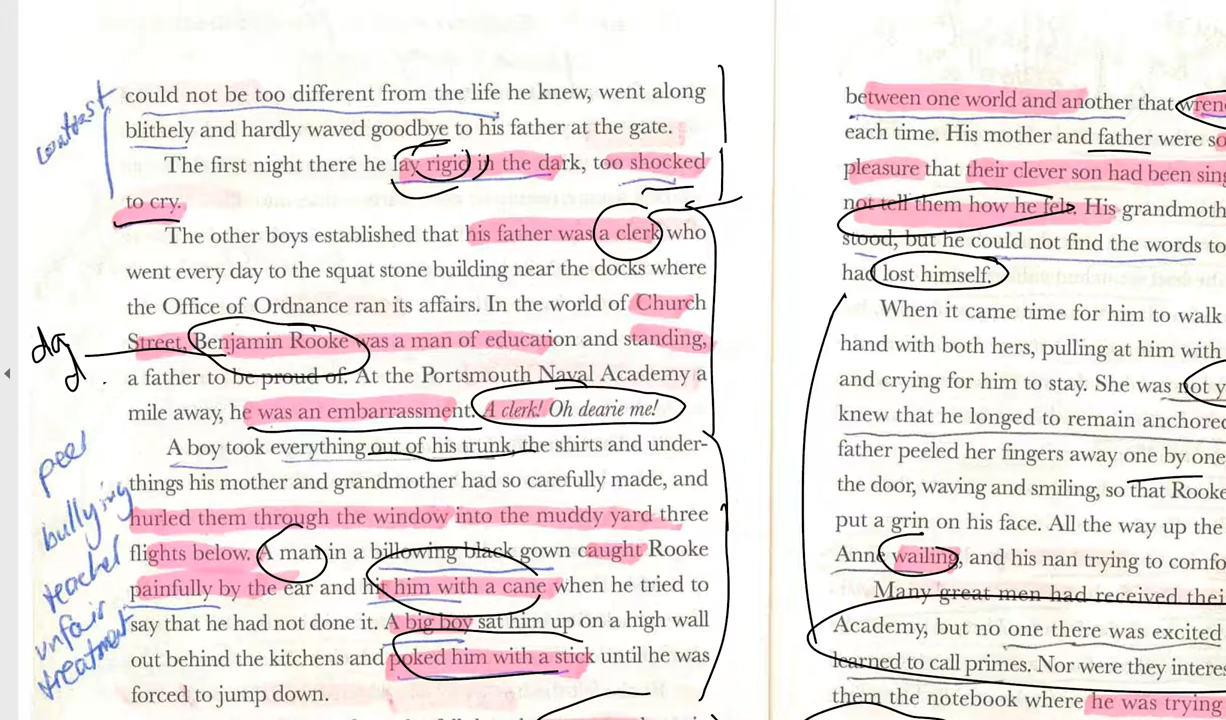 could not be too different from the life he knew, went along
blithely and hardly waved goodbye to his father at the gate.
The first night there he lay rigid in the dark, too shocked
to cry.
The other boys established that his father was a clerk who
went every day to the squat stone building near the docks where
the Office of Ordnance ran its affairs. In the world of Church
Street, Benjamin Rooke was a man of education and standing,
a father to be proud of. At the Portsmouth Naval Academy a
mile away, he was an embarrassment. A clerk! Oh dearie me!
A boy took everything out of his trunk, the shirts and under-
things his mother and grandmother had so carefully made, and
hurled them through the window into the muddy yard three
flights below. A man in a billowing black gown caught Rooke
painfully by the ear and hit him with a cane when he tried to
say that he had not done it. A big boy sat him up on a high wall
out behind the kitchens and poked him with a stick until he was
forced to jump down.
contrast
peer
bullying
teacher
unfair
treatment
between one world and another that
each time. His mother and father were
pleasure that their clever son had been
not tell them how he felt. His
stood, but he could not find the words to
had lost himself.
When it came time for him to walk
hand with both hers, pulling at him with
and crying for him to stay. She was not
knew that he longed to remain
father peeled her fingers away one by one
the door, waving and smiling, so that Rooke
put a grin on his face. All the way up the
Anne wailing, and his nan trying to
Many great men had received
Academy, but no one there was excited
learned to call primes. Nor were they
them the notebook where he was trying